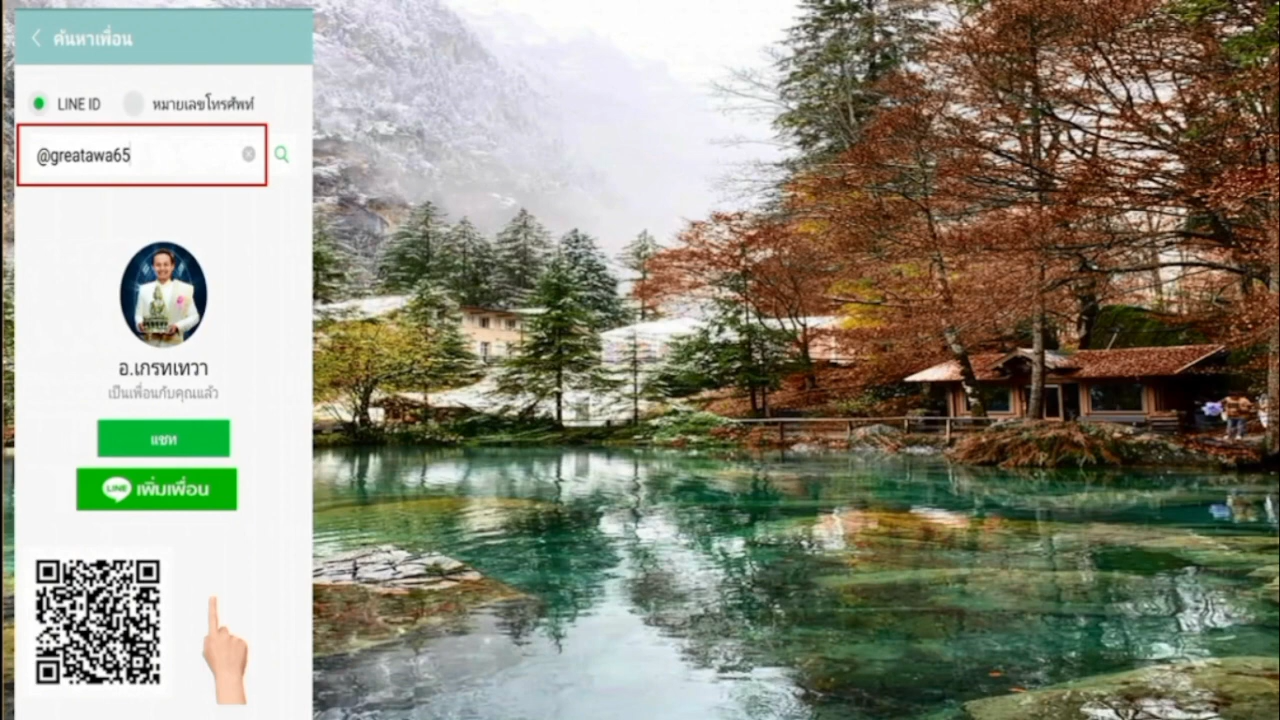 ค้นหาเพื่อน
LINE ID หมายเลขโทรศัพท์
@greatawa65
อ.เกรทเทวา
เป็นเพื่อนกับคุณแล้ว
แชท
LINE เพิ่มเพื่อน